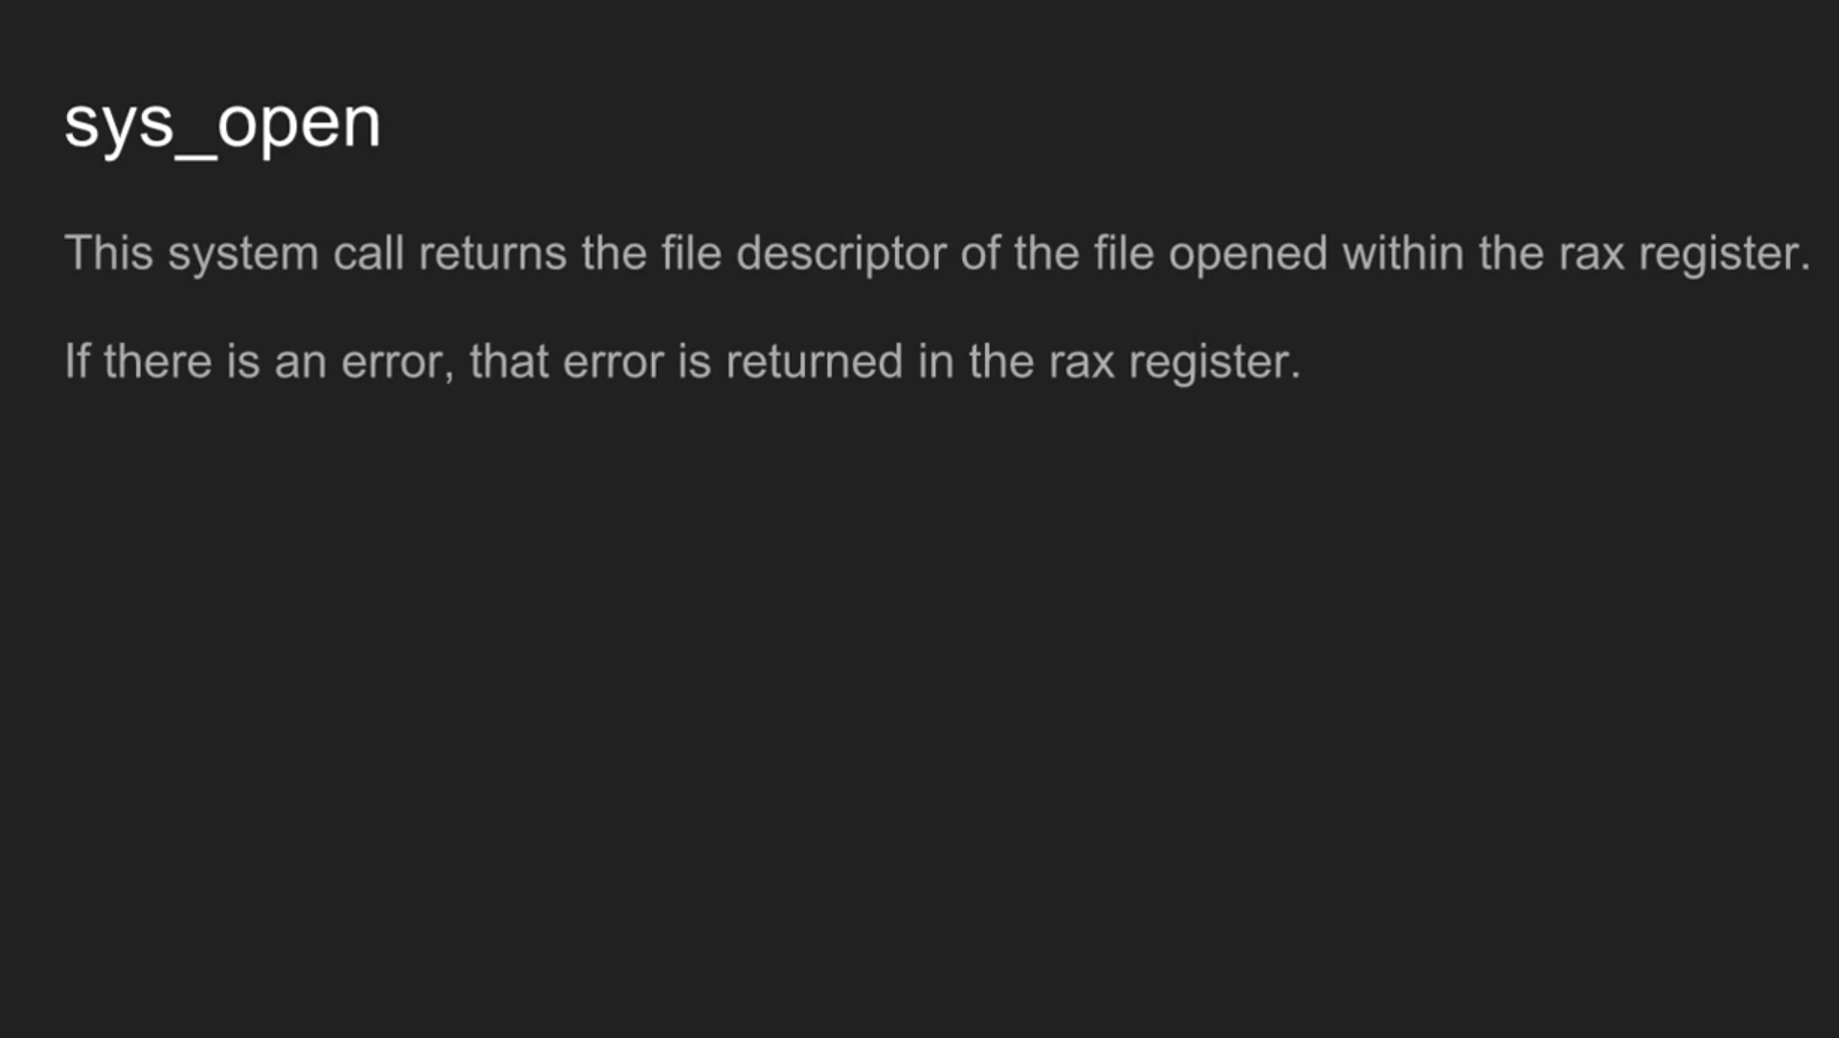 sys_open
This system call returns the file descriptor of the file opened within the rax register.
If there is an error, that error is returned in the rax register.